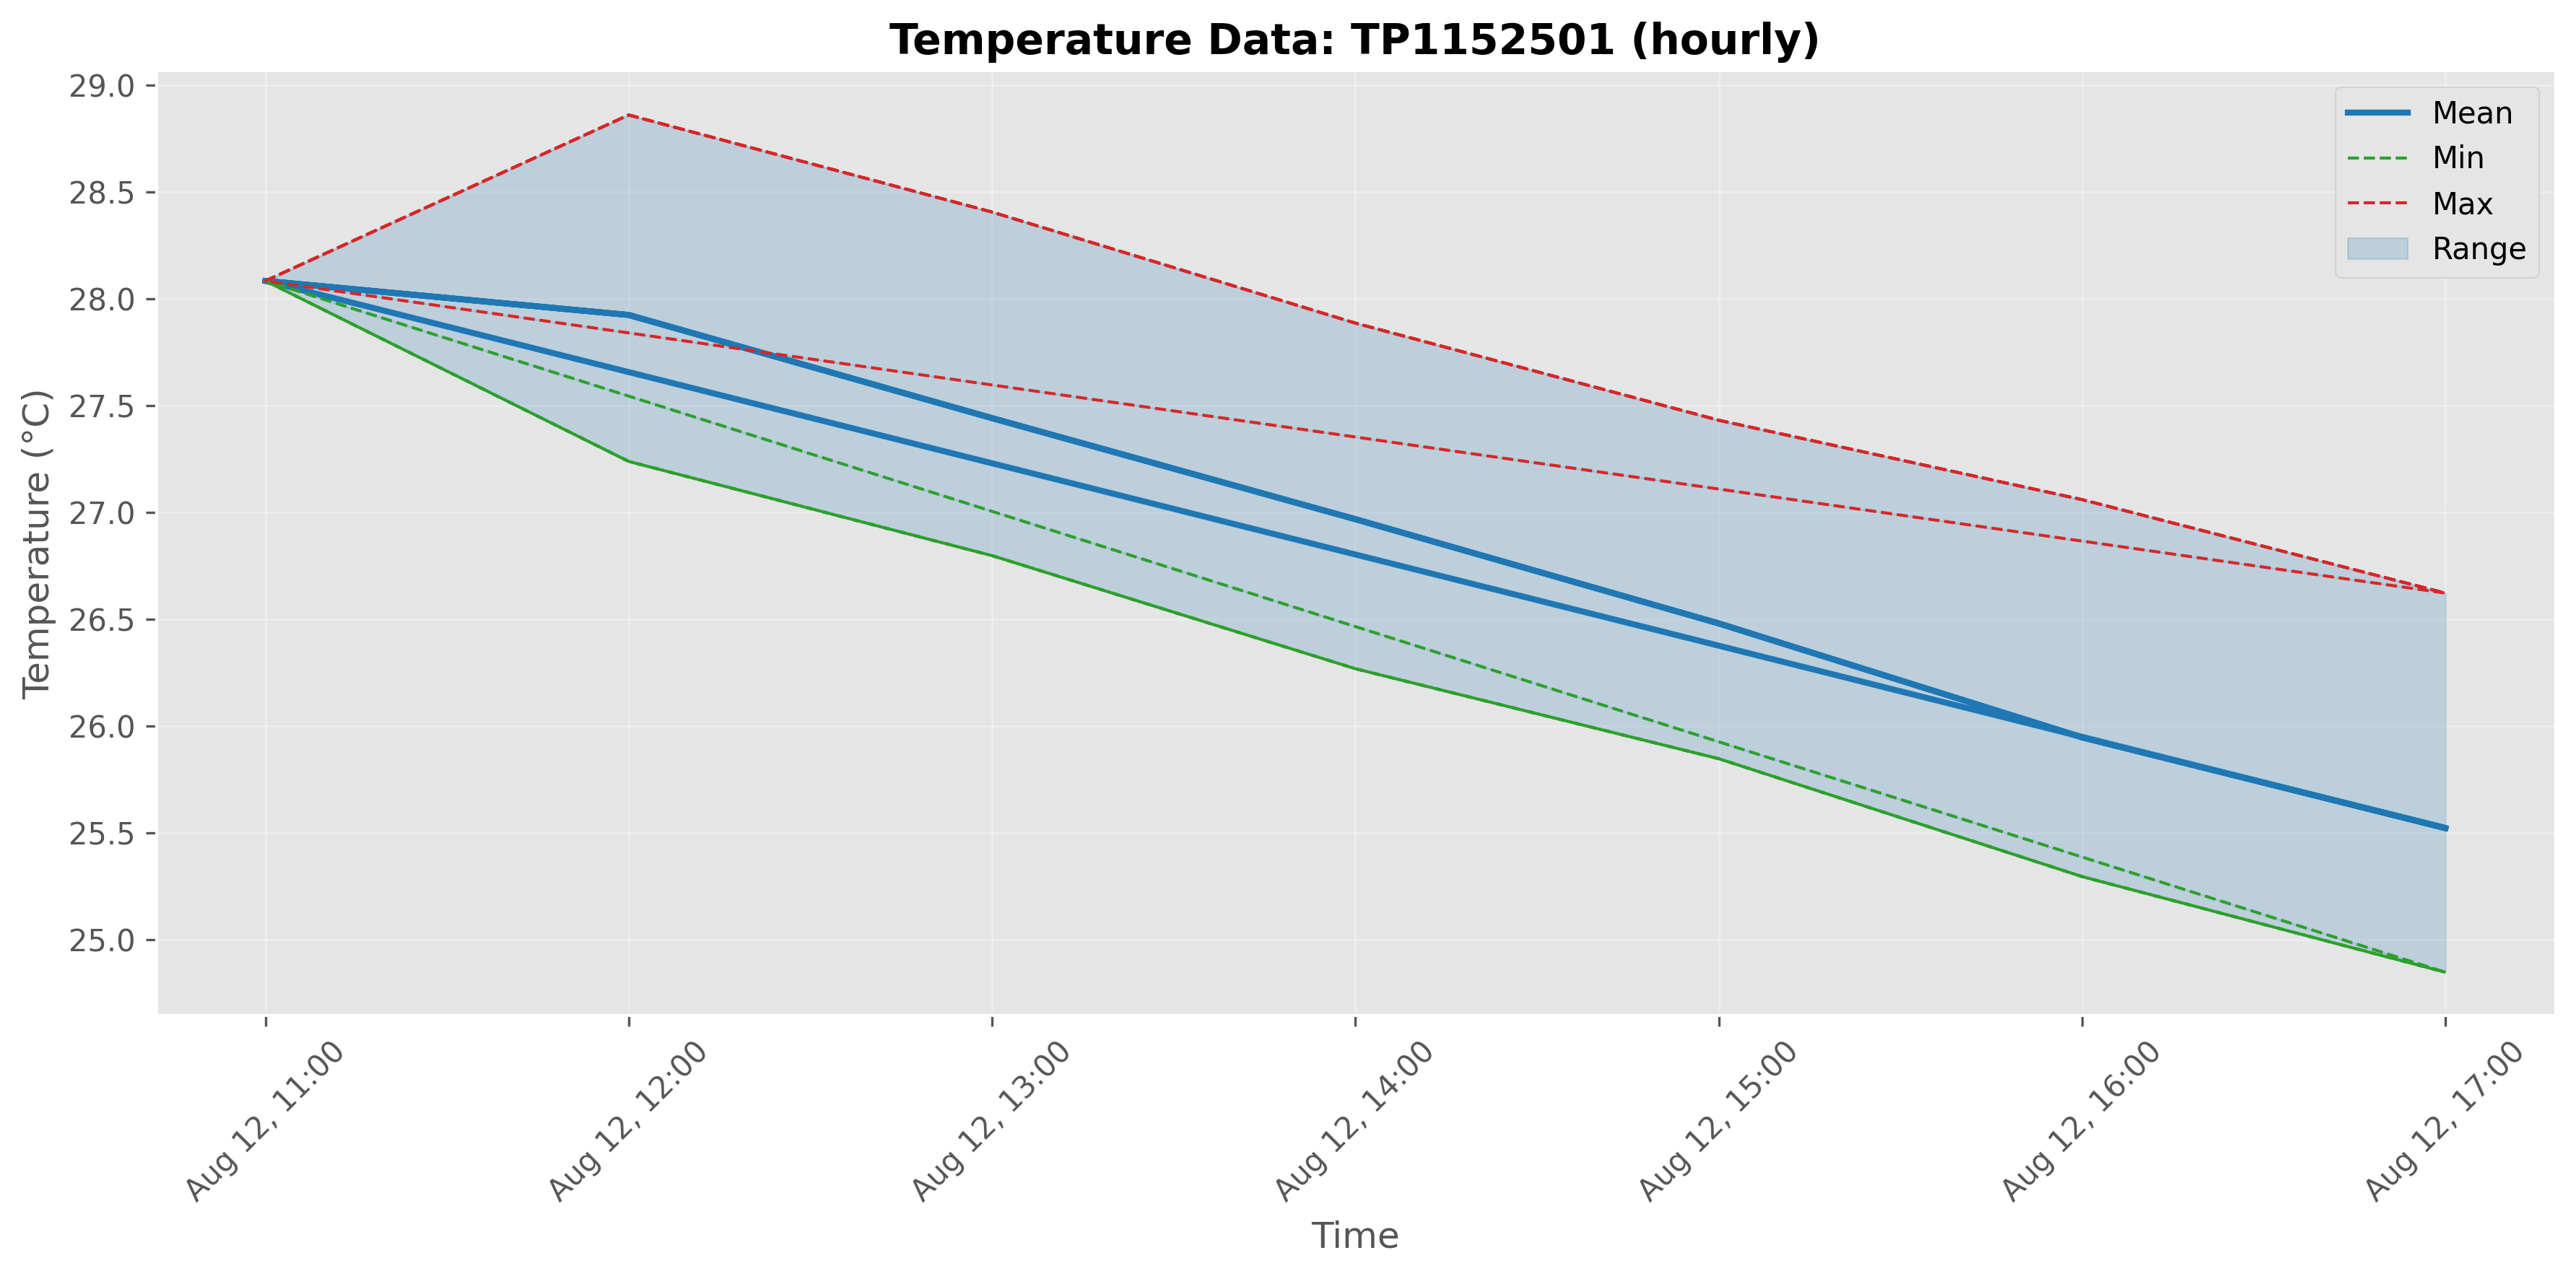 Temperature Data: TP1152501 (hourly)
29.0
28.5
28.0
27.5
27.0
26.5
26.0
25.5
25.0
Temperature (°C)
Mean
Min
Max
Range
Aug 12, 11:00
Aug 12, 12:00
Aug 12, 13:00
Aug 12, 14:00
Aug 12, 15:00
Aug 12, 16:00
Aug 12, 17:00
Time